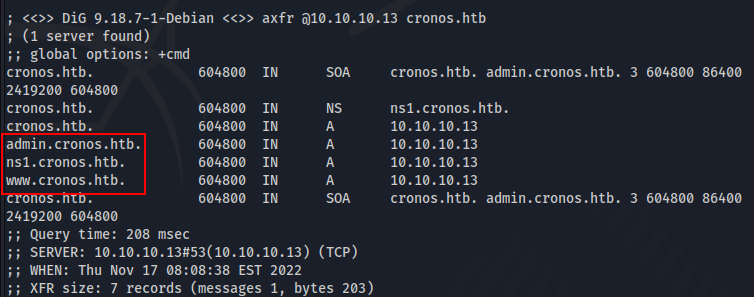 ; <<>> DiG 9.18.7-1-Debian <<>> axfr @10.10.10.13 cronos.htb
; (1 server found)
;; global options: +cmd
cronos.htb. 604800 IN SOA cronos.htb. admin.cronos.htb. 3 604800 86400
2419200 604800
cronos.htb. 604800 IN NS ns1.cronos.htb.
cronos.htb. 604800 IN A 10.10.10.13
admin.cronos.htb. 604800 IN A 10.10.10.13
ns1.cronos.htb. 604800 IN A 10.10.10.13
www.cronos.htb. 604800 IN A 10.10.10.13
cronos.htb. 604800 IN SOA cronos.htb. admin.cronos.htb. 3 604800 86400
2419200 604800
;; Query time: 208 msec
;; SERVER: 10.10.10.13#53(10.10.10.13) (TCP)
;; WHEN: Thu Nov 17 08:08:38 EST 2022
;; XFR size: 7 records (messages 1, bytes 203)